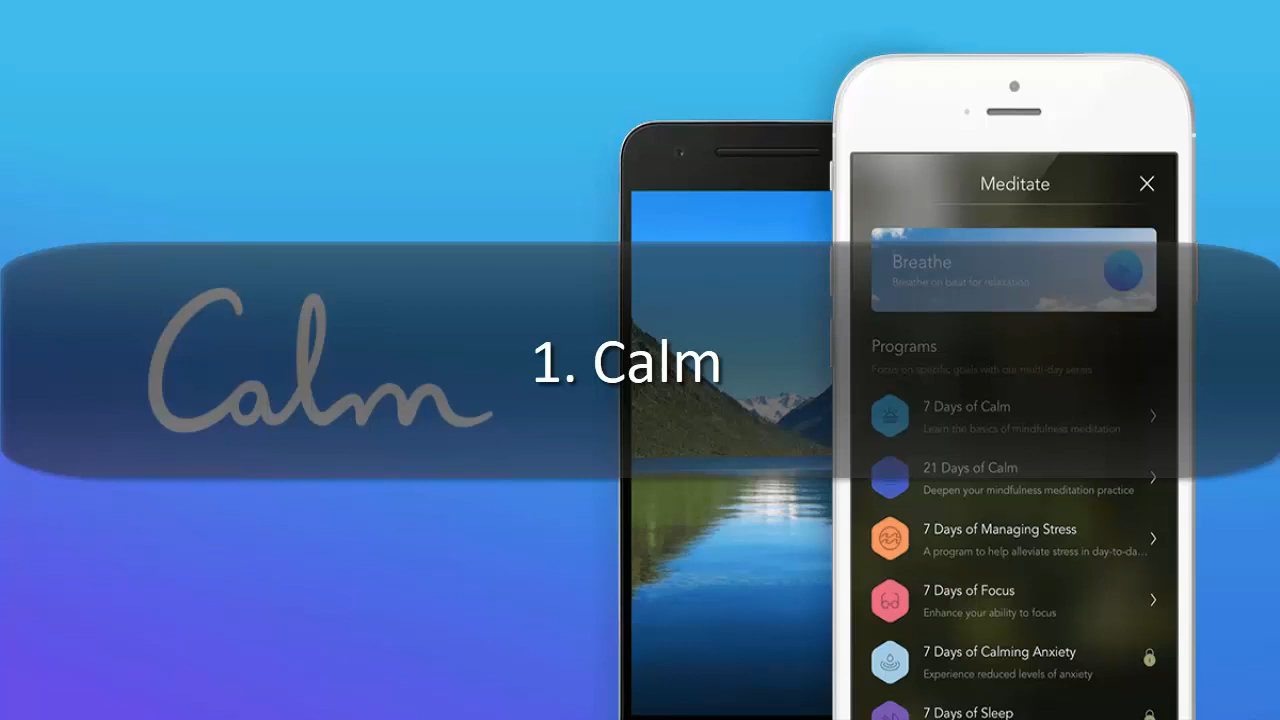 Calm
1. Calm
Meditate
Breathe
Breathe on beat for relaxation
Programs
Focus on specific goals with our multi-day series
7 Days of Calm
Learn the basics of mindfulness meditation
21 Days of Calm
Deepen your mindfulness meditation practice
7 Days of Managing Stress
A program to help alleviate stress in day-to-da...
7 Days of Focus
Enhance your ability to focus
7 Days of Calming Anxiety
Experience reduced levels of anxiety
7 Days of Sleep